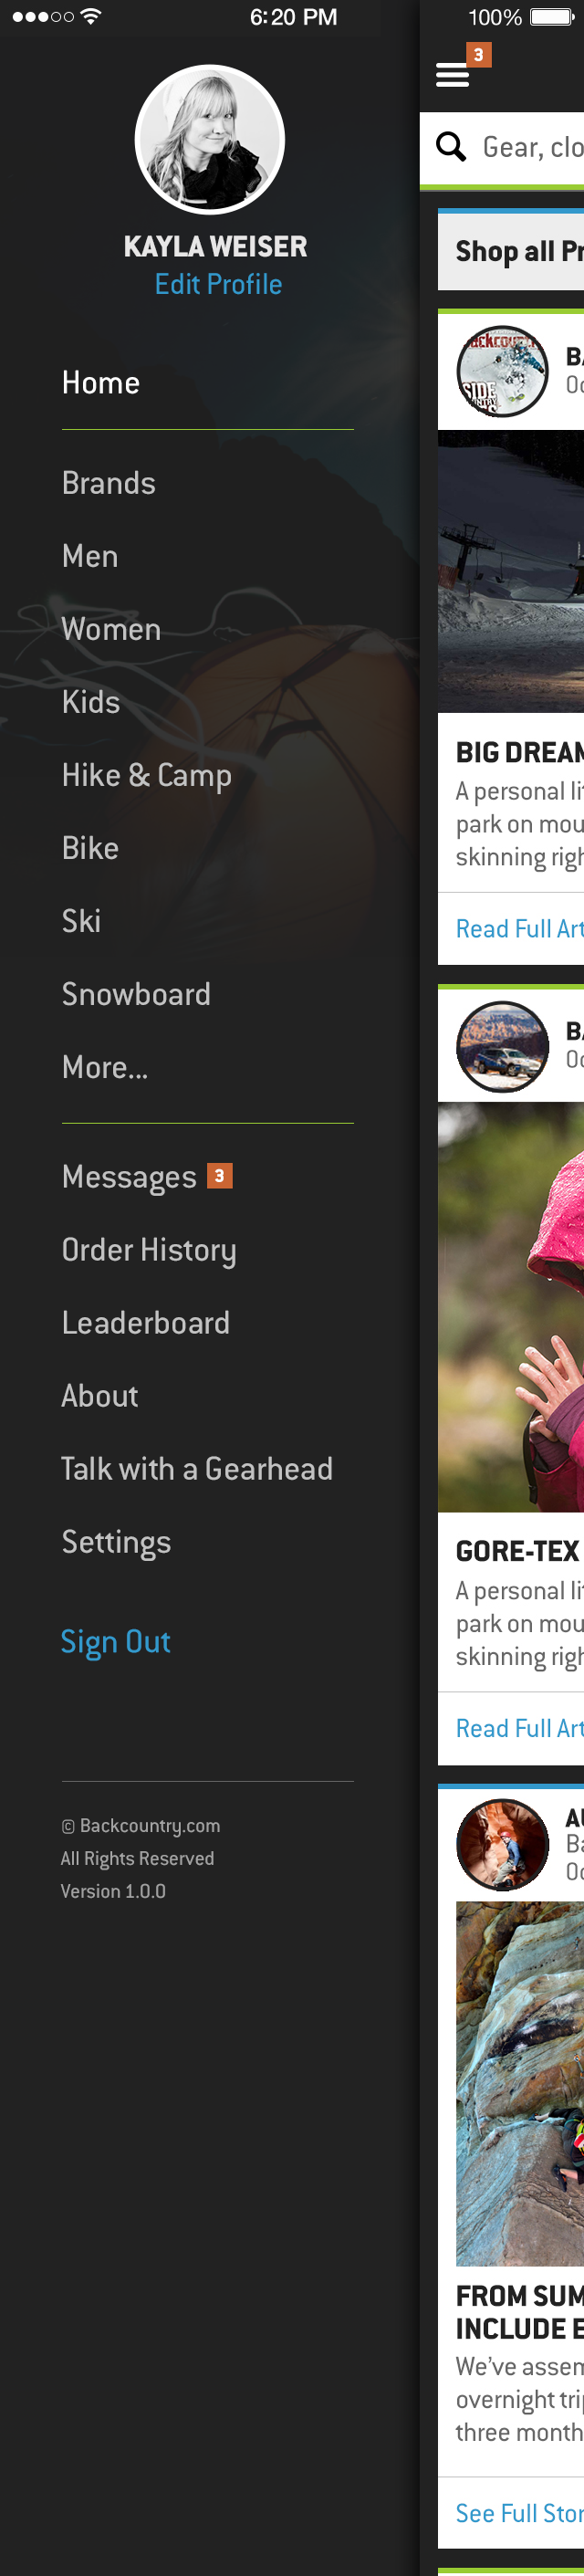 6:20 PM
100%
KAYLA WEISER
Edit Profile
Home
Brands
Men
Women
Kids
Hike & Camp
Bike
Ski
Snowboard
More...
Messages 3
Order History
Leaderboard
About
Talk with a Gearhead
Settings
Sign Out
© Backcountry.com
All Rights Reserved
Version 1.0.0
3
Gear, clo
Shop all Pr
BIG DREAM
A personal li
park on mou
skinning righ
Read Full Art
GORE-TEX
A personal li
park on mou
skinning righ
Read Full Art
FROM SUM
INCLUDE E
We’ve assem
overnight trip
three month
See Full Stor